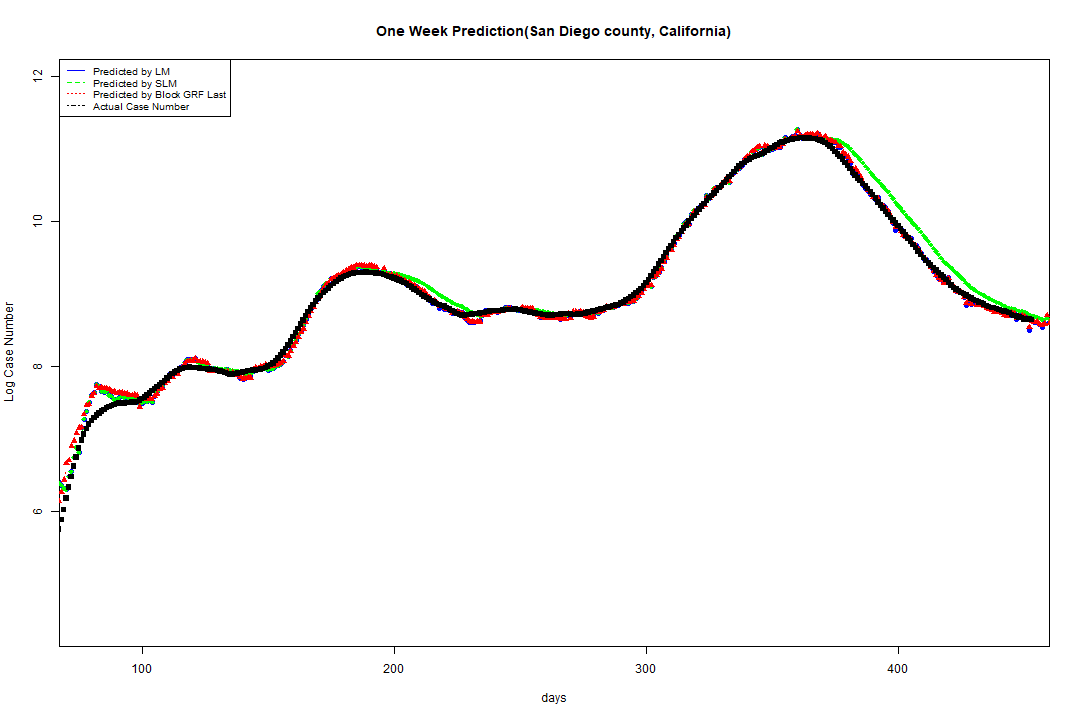 One Week Prediction(San Diego county, California)
12
Predicted by LM
Predicted by SLM
Predicted by Block GRF Last
Actual Case Number
10
8
6
Log Case Number
100 200 300 400
days